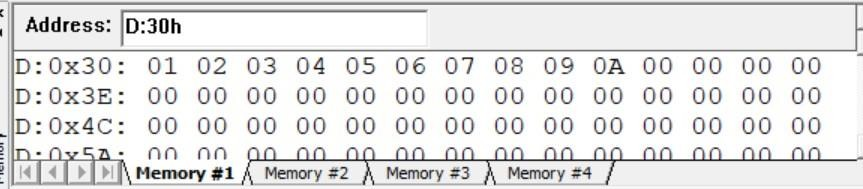 Address: D:30h
D:0x30: 01 02 03 04 05 06 07 08 09 0A 00 00 00 00
D:0x3E: 00 00 00 00 00 00 00 00 00 00 00 00 00 00
D:0x4C: 00 00 00 00 00 00 00 00 00 00 00 00 00 00
D:0x5A: 00 00 00 00 00 00 00 00 00 00 00 00 00 00
Memory #1 Memory #2 Memory #3 Memory #4